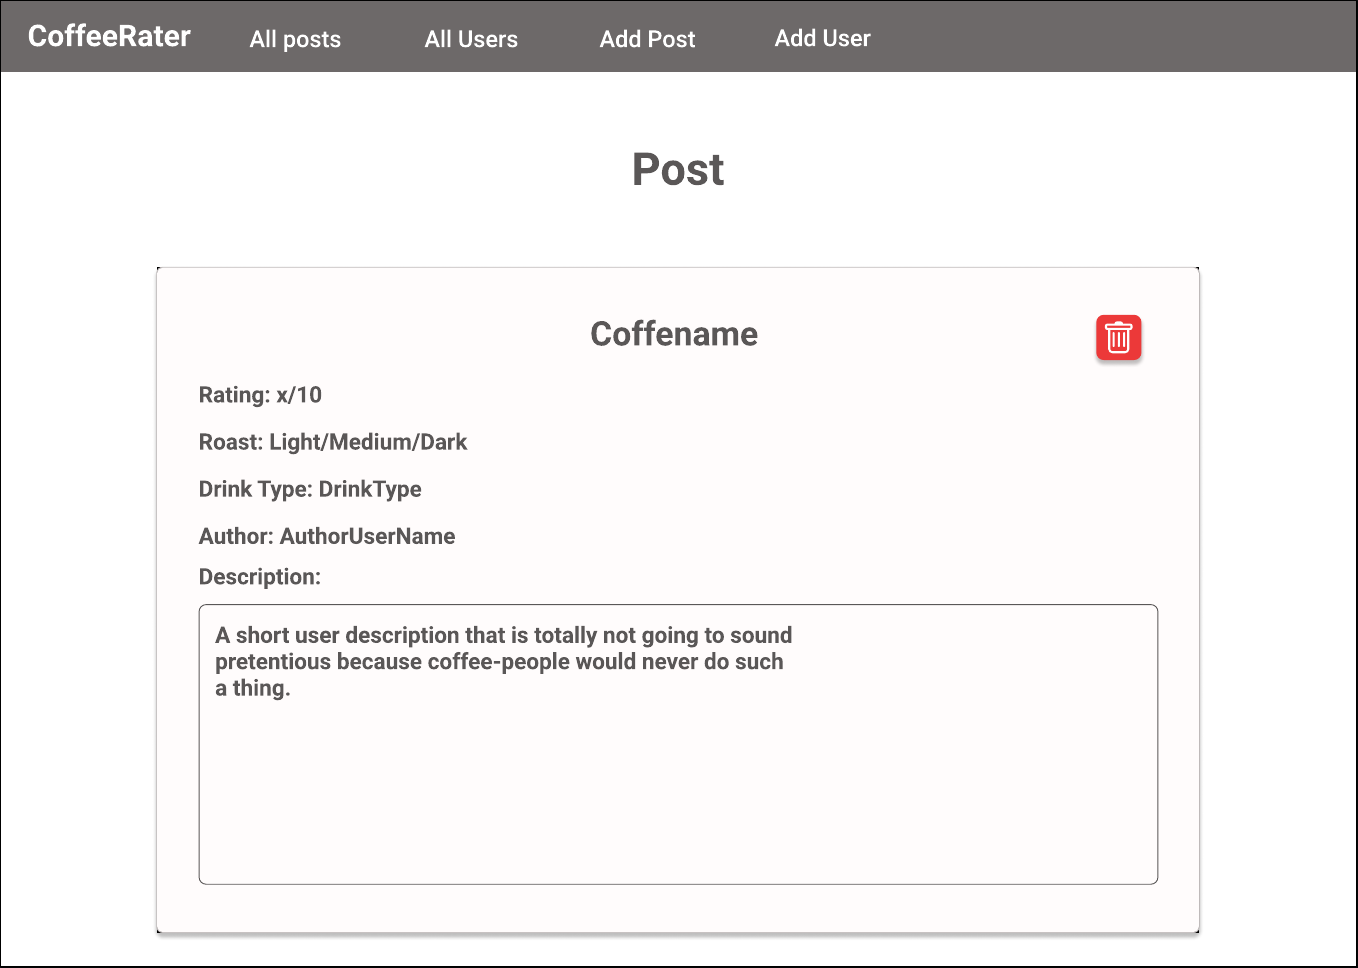 CoffeeRater All posts All Users Add Post Add User
Post
Coffename
Rating: x/10
Roast: Light/Medium/Dark
Drink Type: DrinkType
Author: AuthorUserName
Description:
A short user description that is totally not going to sound
pretentious because coffee-people would never do such
a thing.